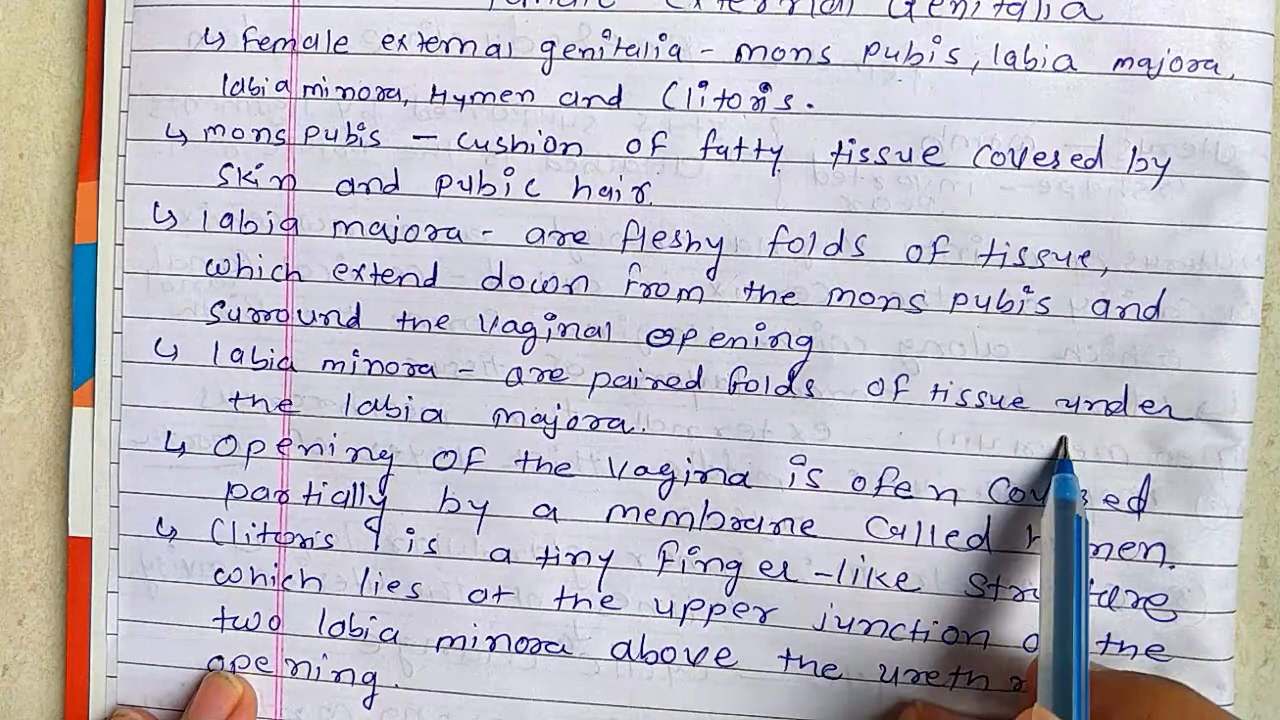 Female External Genitalia
↳ Female external genitalia - mons pubis, labia majora,
labia minora, Hymen and Clitoris.
↳ mons pubis - cushion of fatty tissue covered by
skin and pubic hair.
↳ labia majora - are fleshy folds of tissue,
which extend down from the mons pubis and
surround the vaginal opening
↳ labia minora - are paired folds of tissue under
the labia majora.
↳ Opening of the vagina is ofen covered
partially by a membrane called hymen.
↳ Clitoris is a tiny finger-like structure
which lies at the upper junction of the
two labia minora above the urethra
opening.